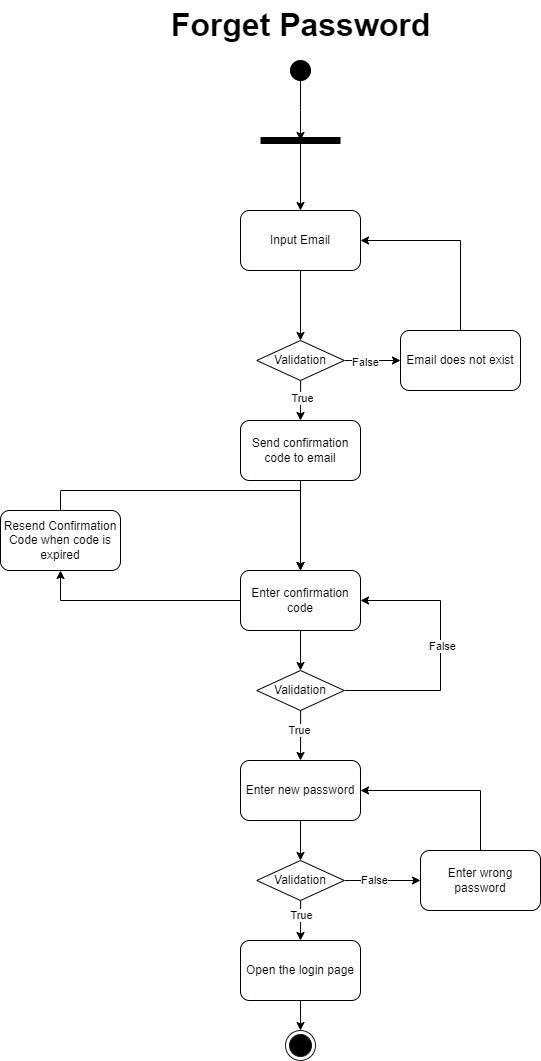 Forget Password
Input Email
Validation
False
Email does not exist
True
Send confirmation
code to email
Resend Confirmation
Code when code is
expired
Enter confirmation
code
False
Validation
True
Enter new password
Validation
False
Enter wrong
password
True
Open the login page